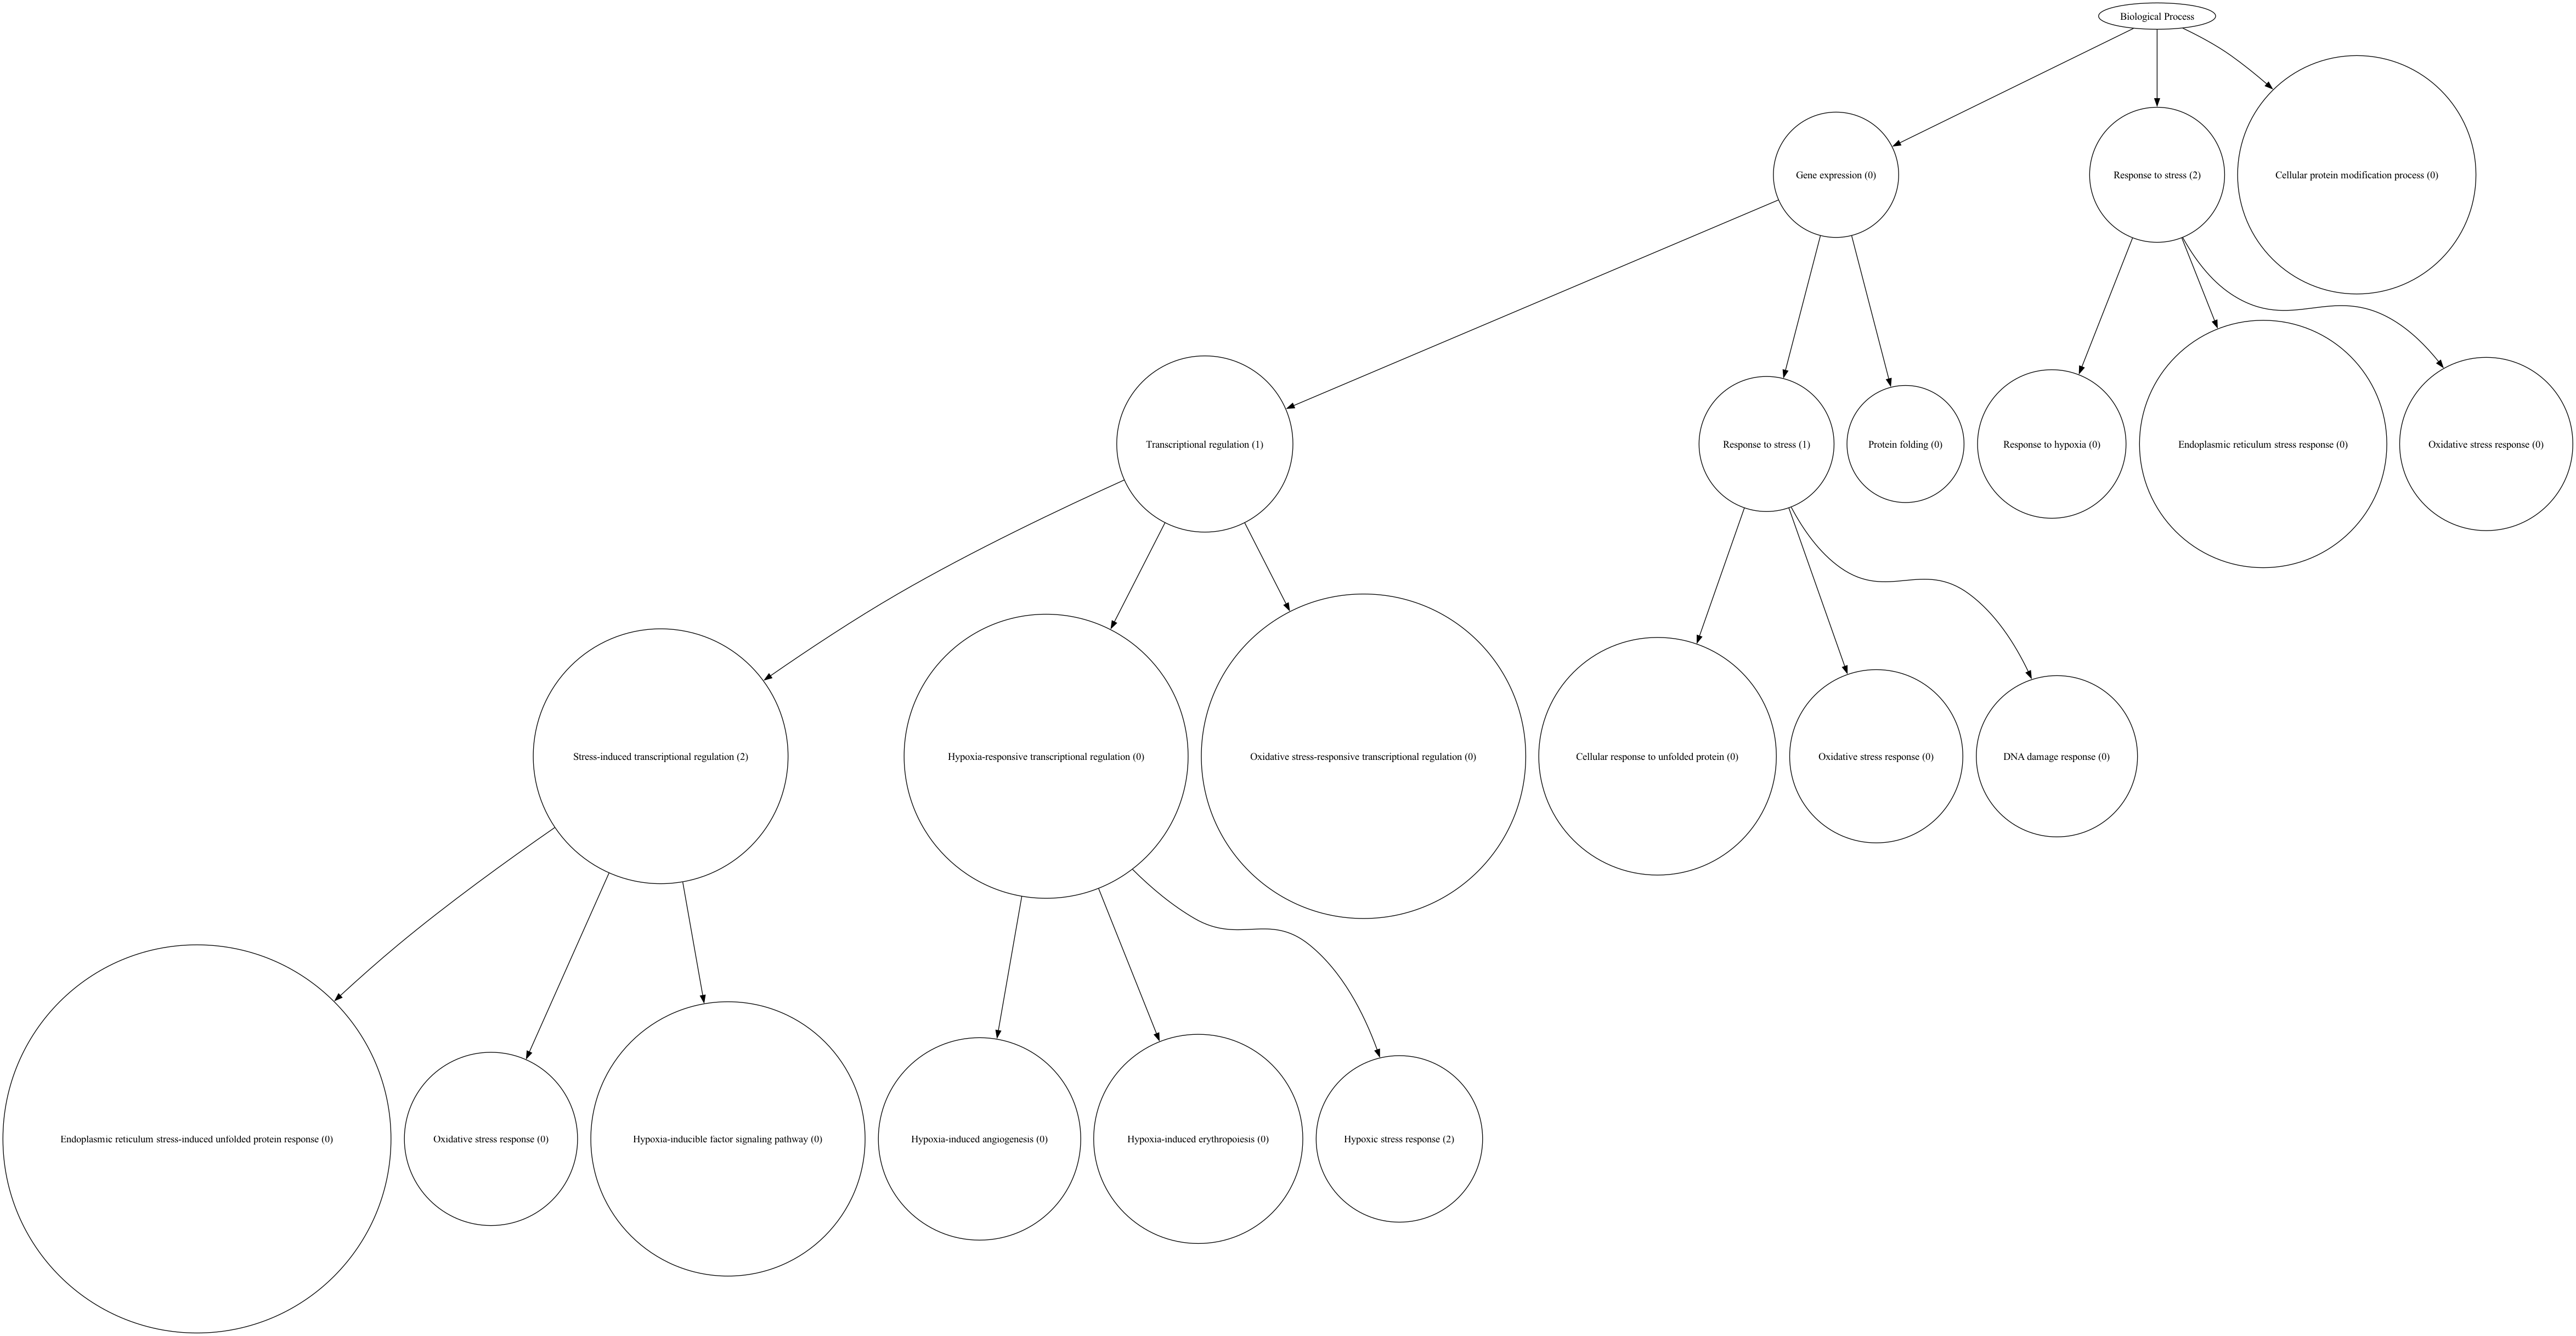 Biological Process
Gene expression (0)
Response to stress (2)
Cellular protein modification process (0)
Transcriptional regulation (1)
Response to stress (1)
Protein folding (0)
Response to hypoxia (0)
Endoplasmic reticulum stress response (0)
Oxidative stress response (0)
Stress-induced transcriptional regulation (2)
Hypoxia-responsive transcriptional regulation (0)
Oxidative stress-responsive transcriptional regulation (0)
Cellular response to unfolded protein (0)
Oxidative stress response (0)
DNA damage response (0)
Endoplasmic reticulum stress-induced unfolded protein response (0)
Oxidative stress response (0)
Hypoxia-inducible factor signaling pathway (0)
Hypoxia-induced angiogenesis (0)
Hypoxia-induced erythropoiesis (0)
Hypoxic stress response (2)